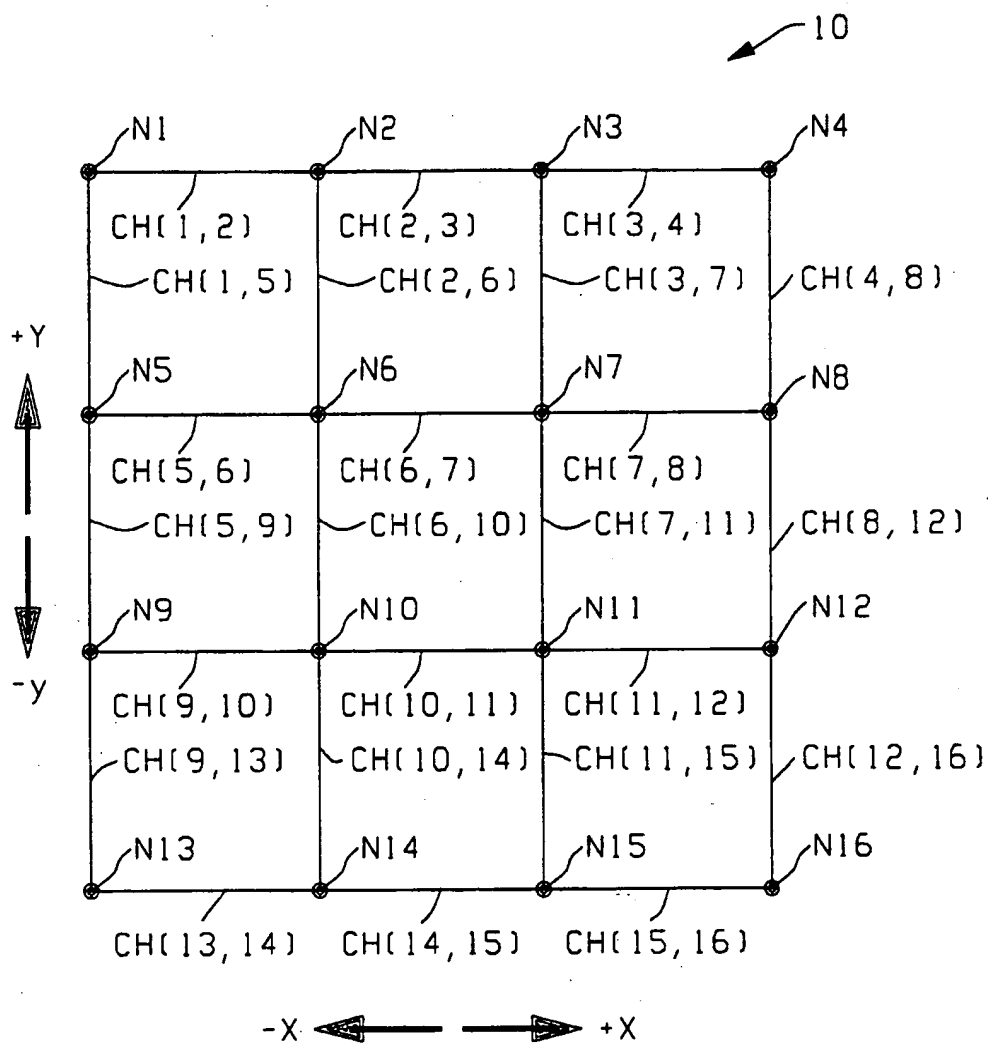 10
N1 N2 N3 N4
CH(1,2) CH(2,3) CH(3,4)
CH(1,5) CH(2,6) CH(3,7) CH(4,8)
+Y
N5 N6 N7 N8
CH(5,6) CH(6,7) CH(7,8)
CH(5,9) CH(6,10) CH(7,11) CH(8,12)
N9 N10 N11 N12
-y
CH(9,10) CH(10,11) CH(11,12)
CH(9,13) CH(10,14) CH(11,15) CH(12,16)
N13 N14 N15 N16
CH(13,14) CH(14,15) CH(15,16)
-X +X